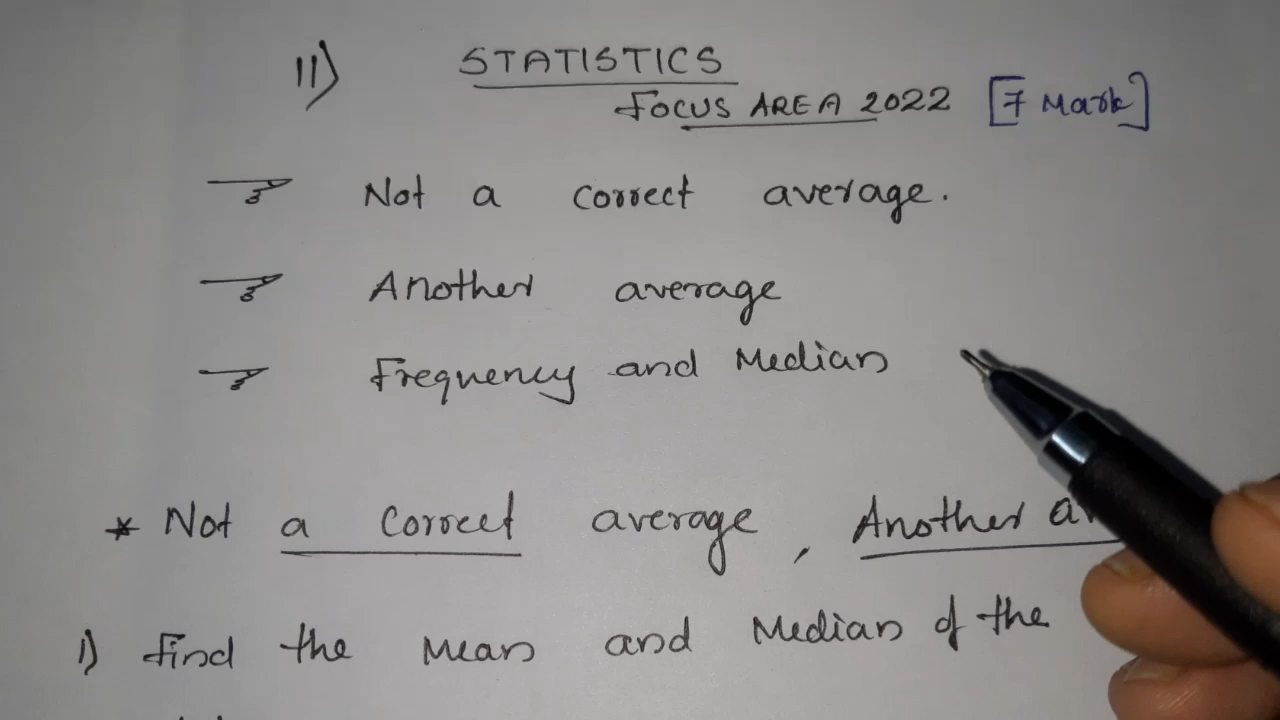 11) STATISTICS
FOCUS AREA 2022 [7 Mark]
Not a correct average.
Another average
Frequency and Median
* Not a correct average, Another
1) Find the Mean and Median of the